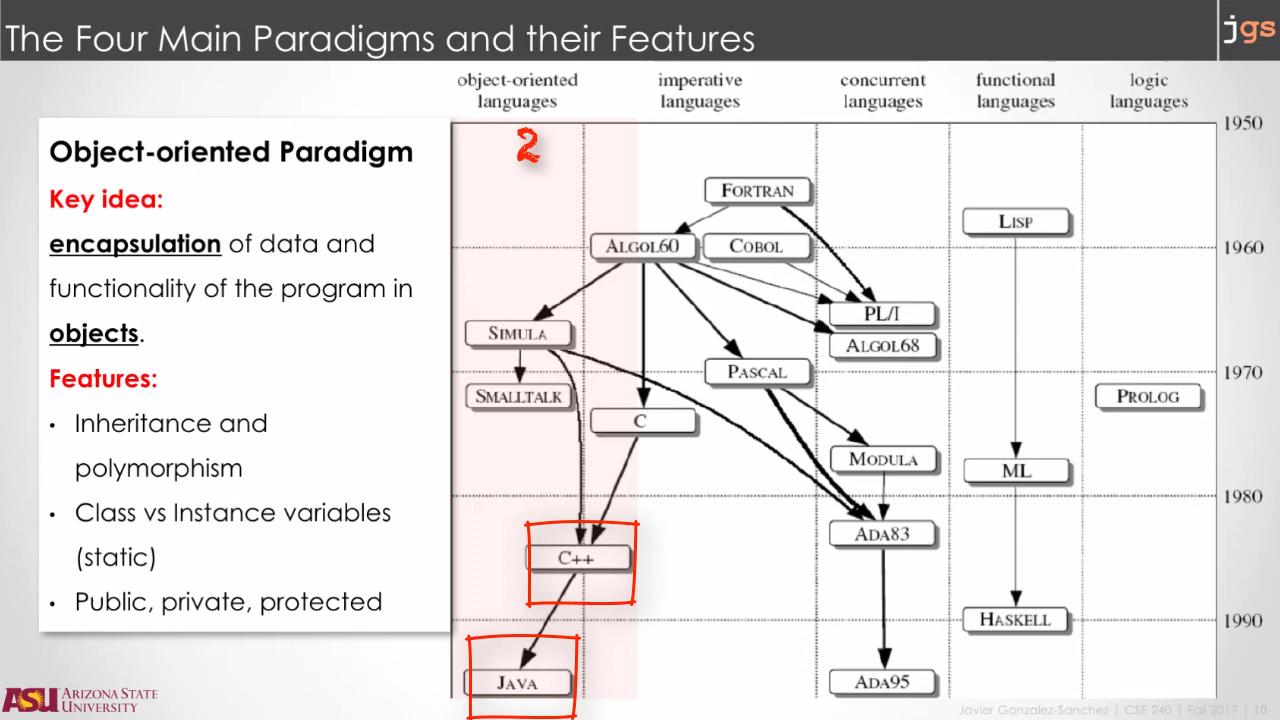 The Four Main Paradigms and their Features
jgs
object-oriented languages
imperative languages
concurrent languages
functional languages
logic languages
Object-oriented Paradigm
Key idea:
encapsulation of data and
functionality of the program in
objects.
Features:
• Inheritance and
polymorphism
• Class vs Instance variables
(static)
• Public, private, protected
2
1950
FORTRAN
LISP
ALGOL60
COBOL
1960
SIMULA
PL/I
ALGOL68
PASCAL
1970
SMALLTALK
PROLOG
C
MODULA
ML
1980
ADA83
C++
HASKELL
1990
JAVA
ADA95
ASU ARIZONA STATE
UNIVERSITY
Javier Gonzalez-Sanchez | CSE 240 | Fall 2017 | 10